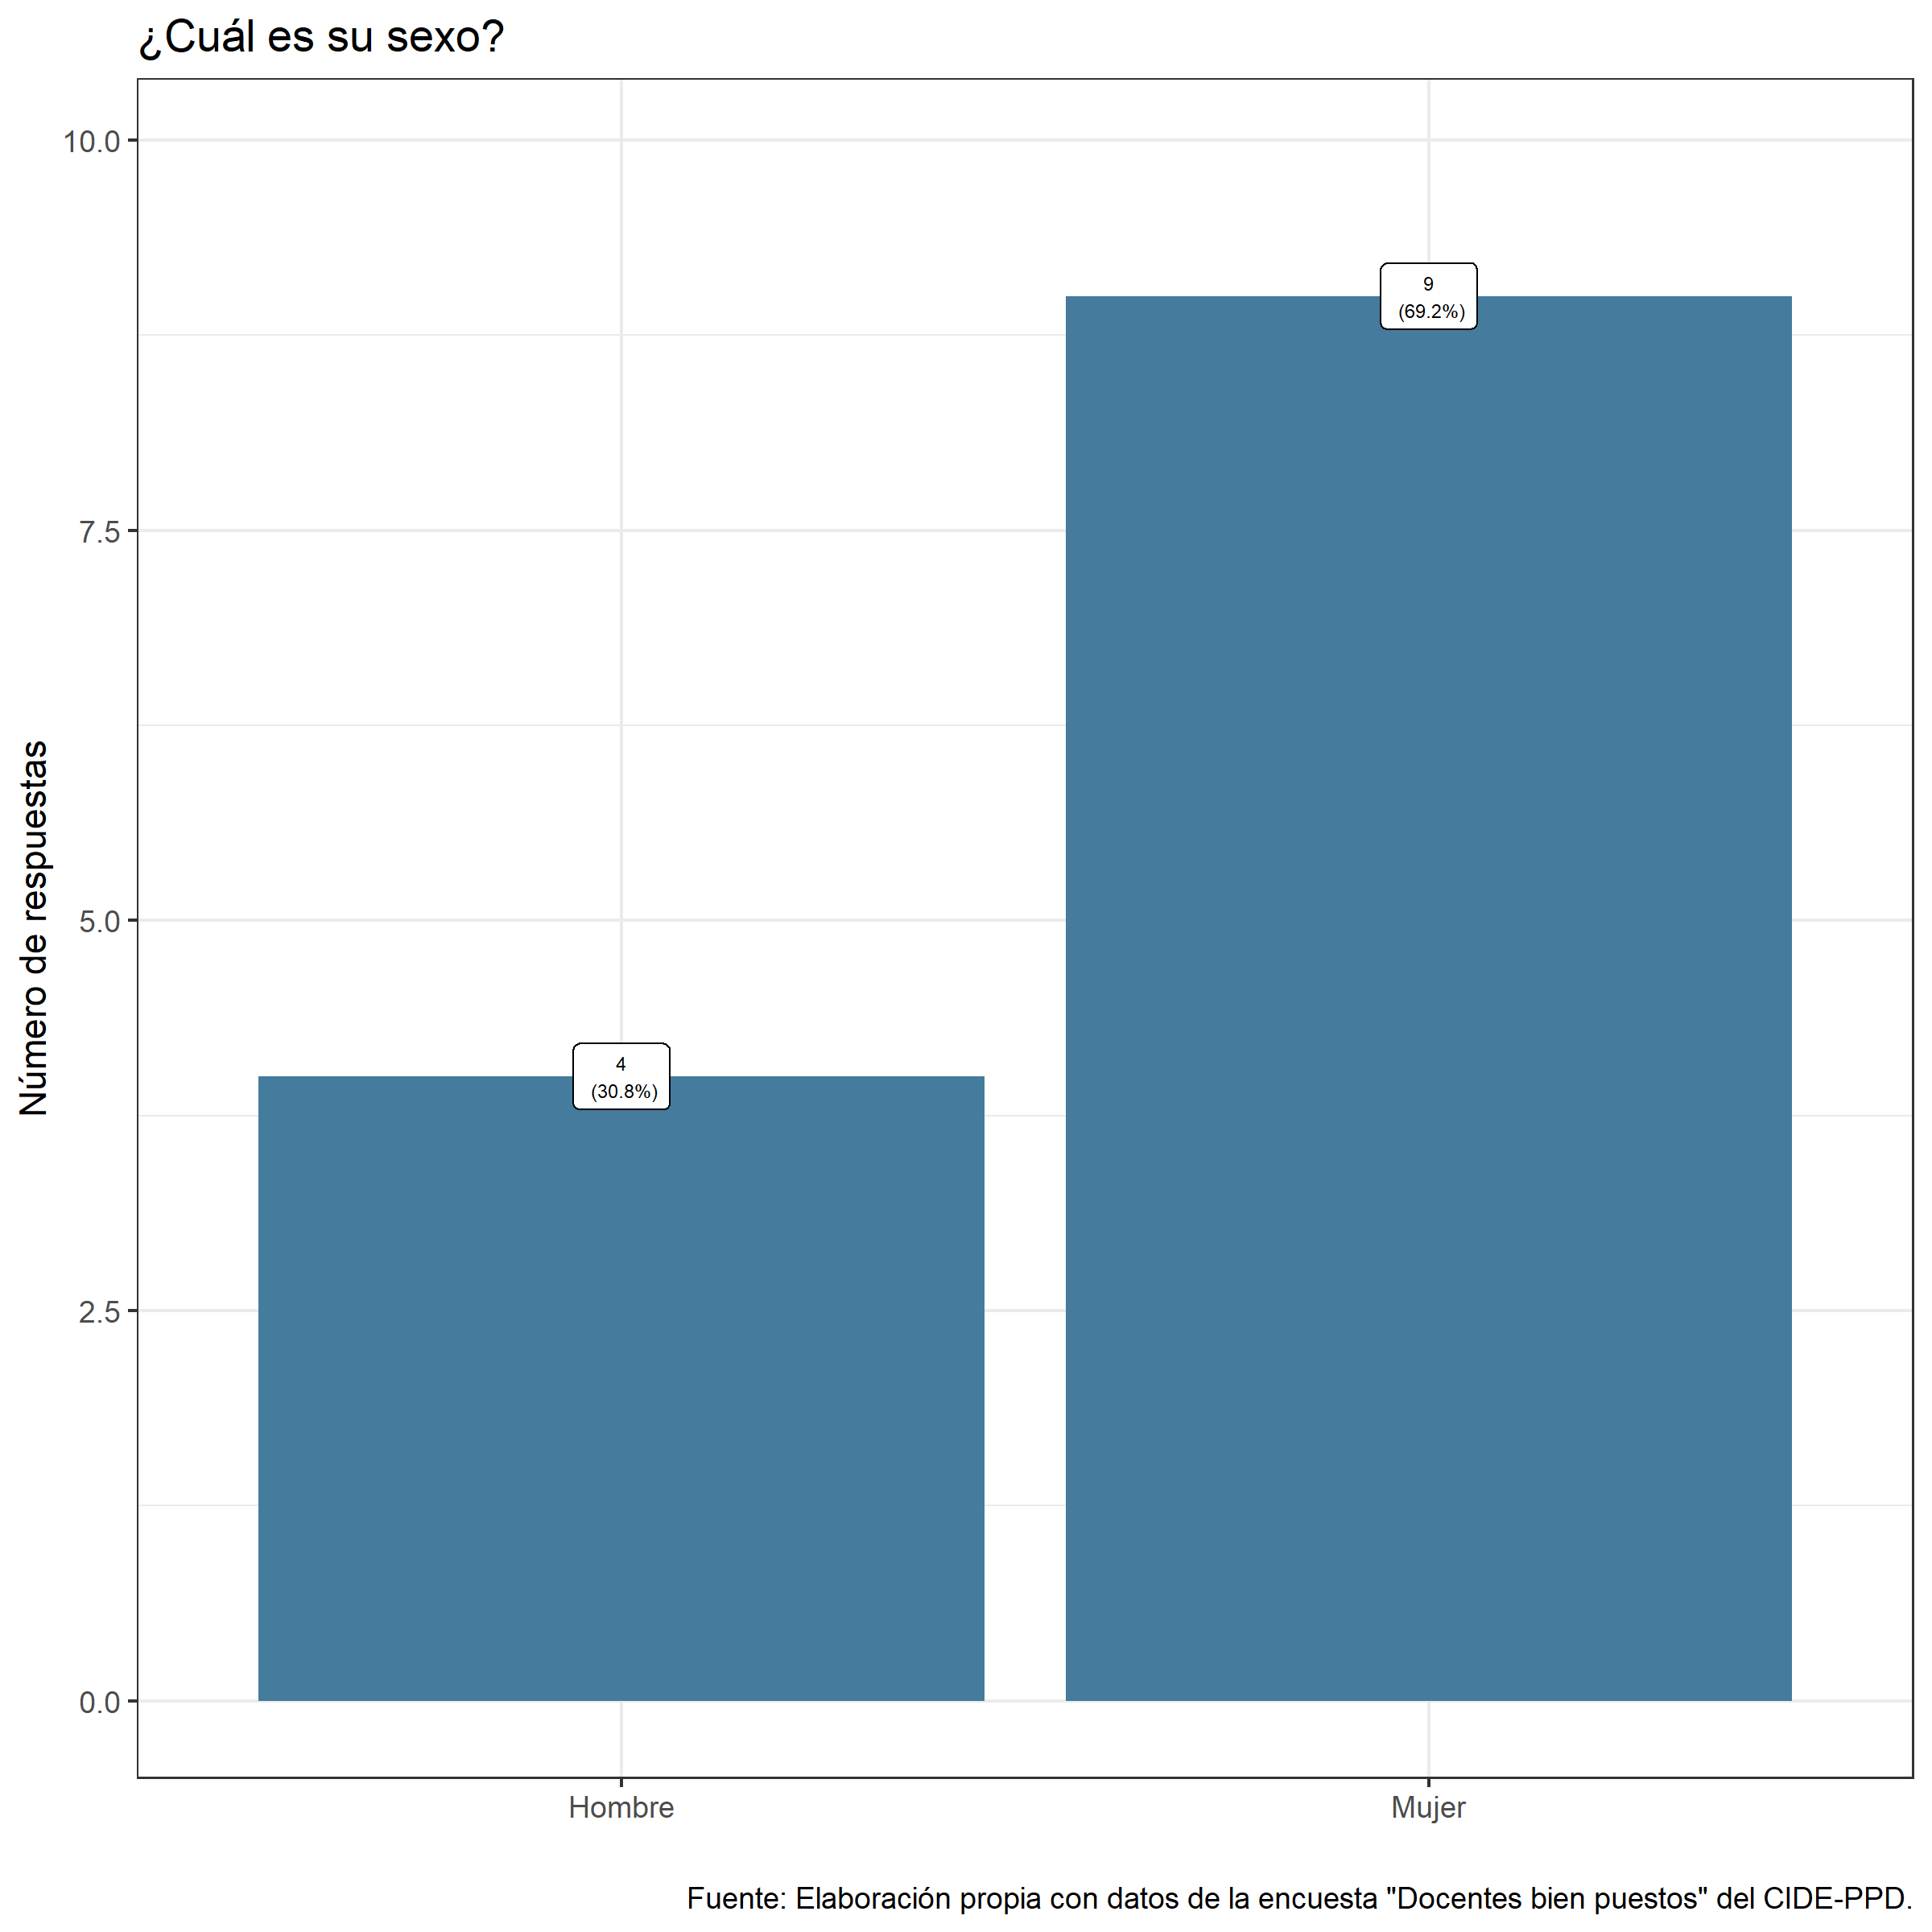 ¿Cuál es su sexo?
Número de respuestas
10.0
7.5
5.0
2.5
0.0
4
(30.8%)
9
(69.2%)
Hombre
Mujer
Fuente: Elaboración propia con datos de la encuesta "Docentes bien puestos" del CIDE-PPD.